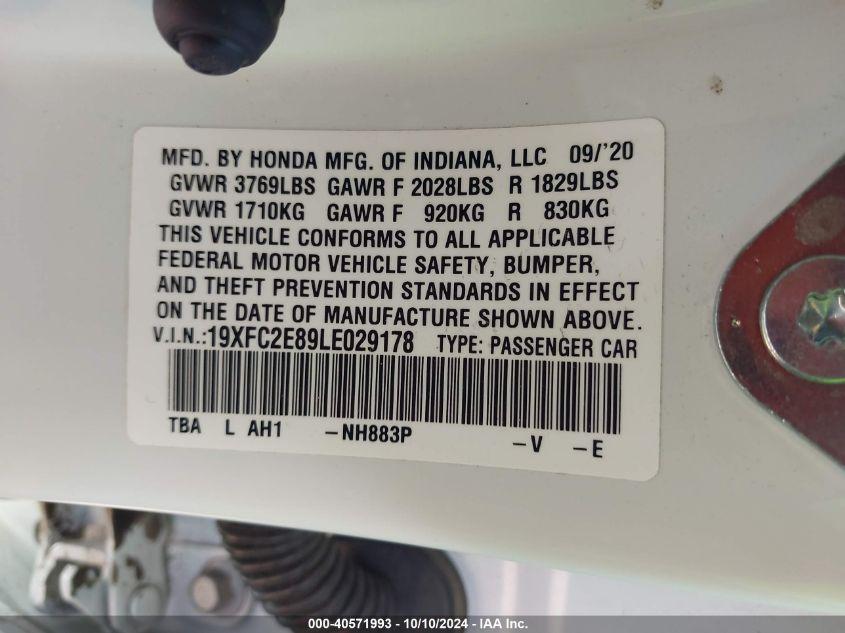 MFD. BY HONDA MFG. OF INDIANA, LLC 09/'20
GVWR 3769LBS GAWR F 2028LBS R 1829LBS
GVWR 1710KG GAWR F 920KG R 830KG
THIS VEHICLE CONFORMS TO ALL APPLICABLE
FEDERAL MOTOR VEHICLE SAFETY, BUMPER,
AND THEFT PREVENTION STANDARDS IN EFFECT
ON THE DATE OF MANUFACTURE SHOWN ABOVE.
V.I.N.:19XFC2E89LE029178 TYPE: PASSENGER CAR
TBA L AH1 -NH883P -V -E
000-40571993 - 10/10/2024 - IAA Inc.